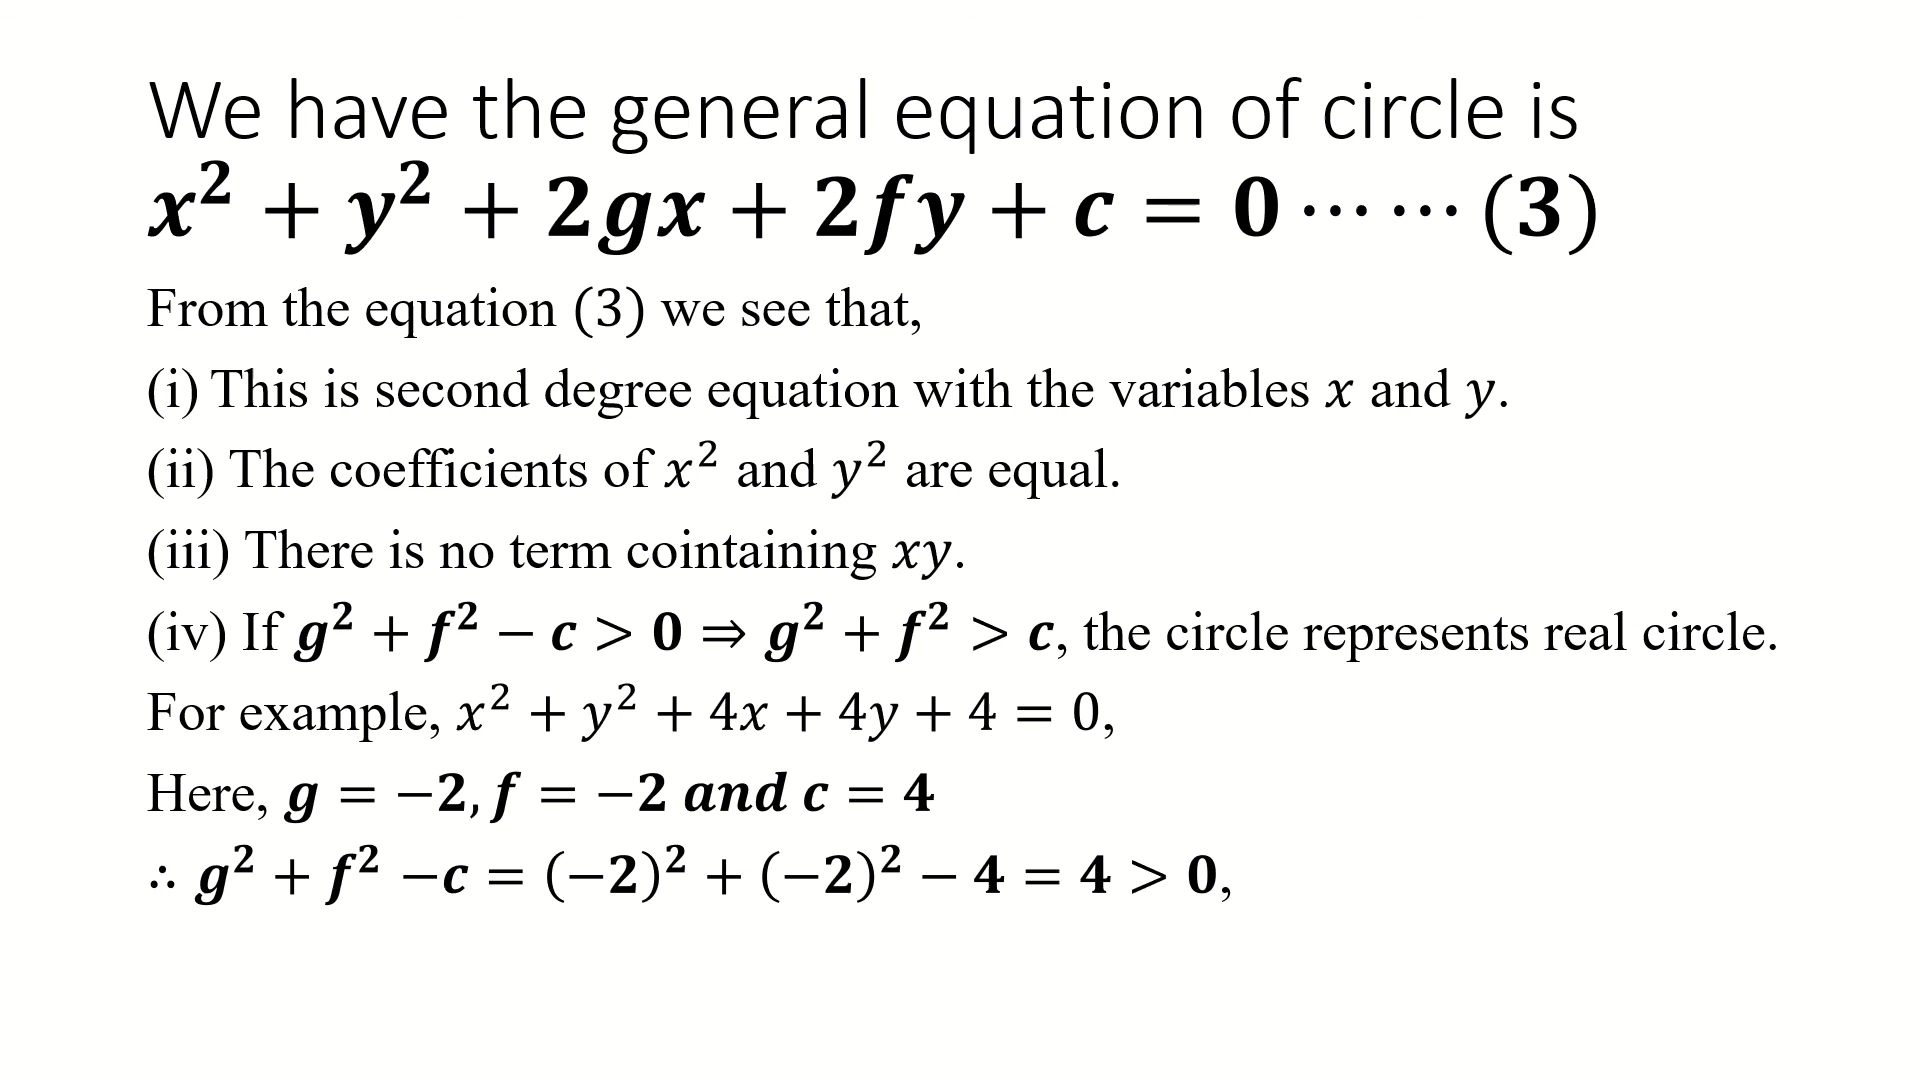 We have the general equation of circle is
x² + y² + 2gx + 2fy + c = 0 ⋯⋯ (3)
From the equation (3) we see that,
(i) This is second degree equation with the variables x and y.
(ii) The coefficients of x² and y² are equal.
(iii) There is no term cointaining xy.
(iv) If g² + f² − c > 0 ⇒ g² + f² > c, the circle represents real circle.
For example, x² + y² + 4x + 4y + 4 = 0,
Here, g = −2, f = −2 and c = 4
∴ g² + f² −c = (−2)² + (−2)² − 4 = 4 > 0,